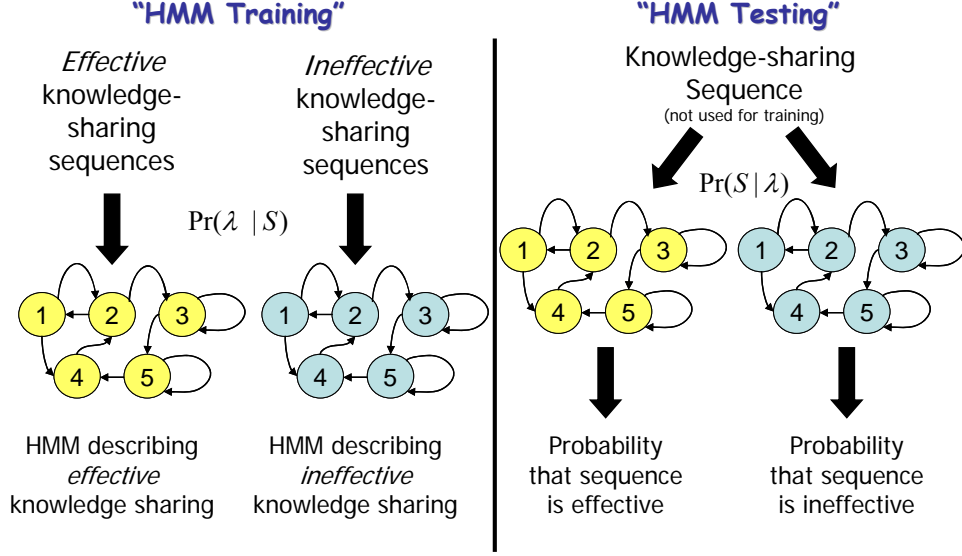 “HMM Training”
Effective
knowledge-
sharing
sequences
Ineffective
knowledge-
sharing
sequences
Pr(λ | S)
1
2
3
4
5
1
2
3
4
5
HMM describing
effective
knowledge sharing
HMM describing
ineffective
knowledge sharing
“HMM Testing”
Knowledge-sharing
Sequence
(not used for training)
Pr(S | λ)
1
2
3
4
5
1
2
3
4
5
Probability
that sequence
is effective
Probability
that sequence
is ineffective